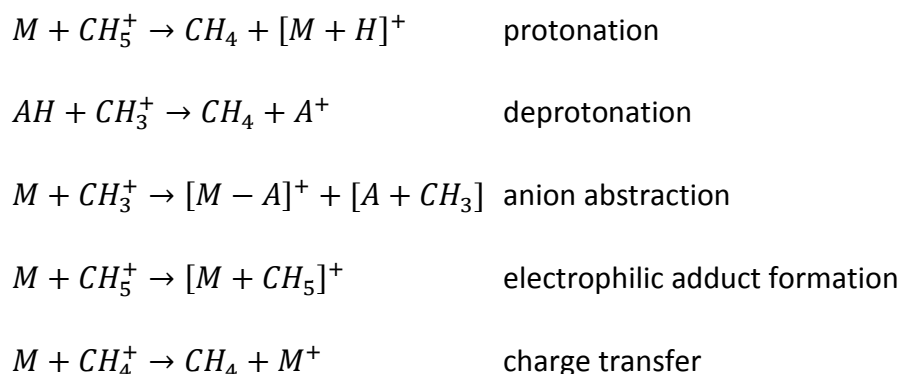 M + CH₅⁺ → CH₄ + [M + H]⁺ protonation
AH + CH₃⁺ → CH₄ + A⁺ deprotonation
M + CH₃⁺ → [M − A]⁺ + [A + CH₃] anion abstraction
M + CH₅⁺ → [M + CH₅]⁺ electrophilic adduct formation
M + CH₄⁺ → CH₄ + M⁺ charge transfer